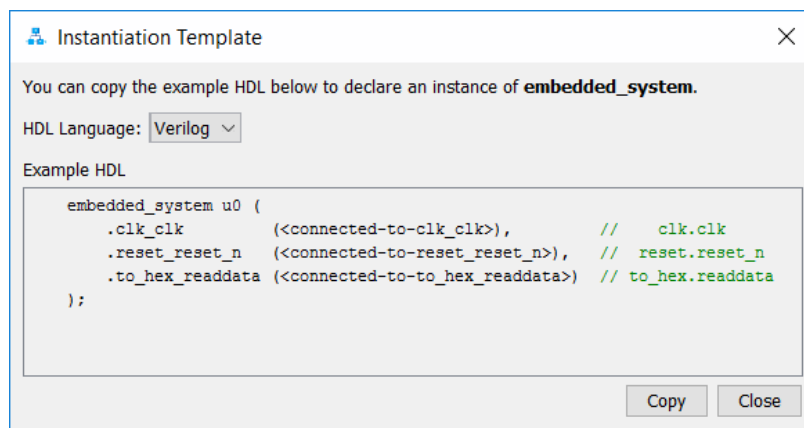 Instantiation Template
You can copy the example HDL below to declare an instance of embedded_system.
HDL Language: Verilog
Example HDL
embedded_system u0 (
.clk_clk (<connected-to-clk_clk>), // clk.clk
.reset_reset_n (<connected-to-reset_reset_n>), // reset.reset_n
.to_hex_readdata (<connected-to-to_hex_readdata>) // to_hex.readdata
);
Copy Close